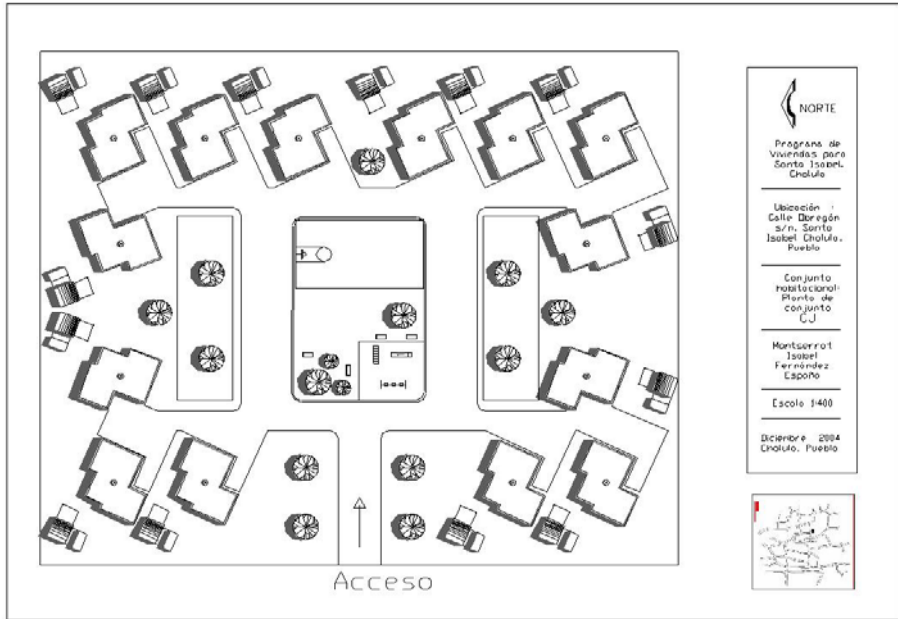 NORTE
Programa de
Viviendas para
Santa Isabel,
Cholula
Ubicación :
Calle Obregón
s/n. Santa
Isabel Cholula,
Puebla
Conjunto
habitacional:
Planta de
conjunto
CJ
Montserrat
Isabel
Fernández
España
Escala 1:400
Diciembre 2004
Cholula, Puebla
Acceso